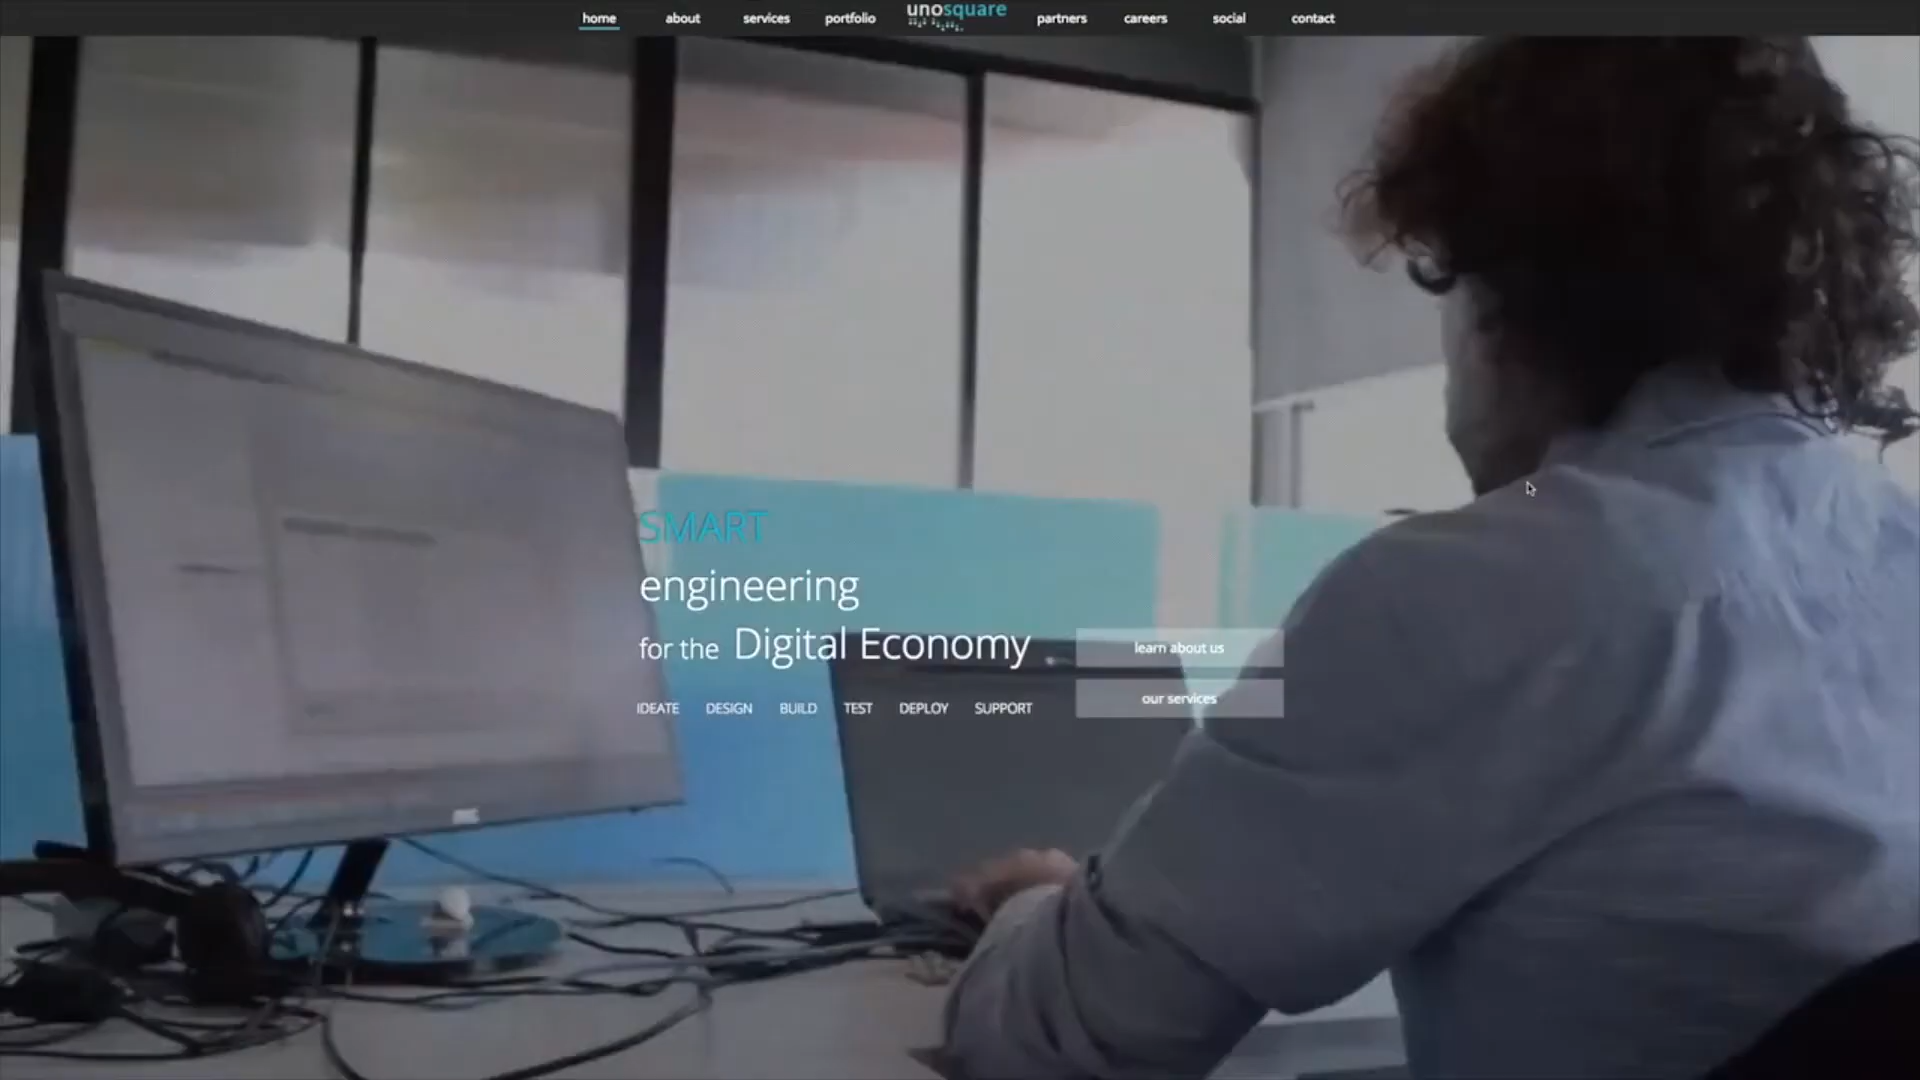 home about services portfolio unosquare partners careers social contact
SMART
engineering
for the Digital Economy
learn about us
IDEATE DESIGN BUILD TEST DEPLOY SUPPORT
our services